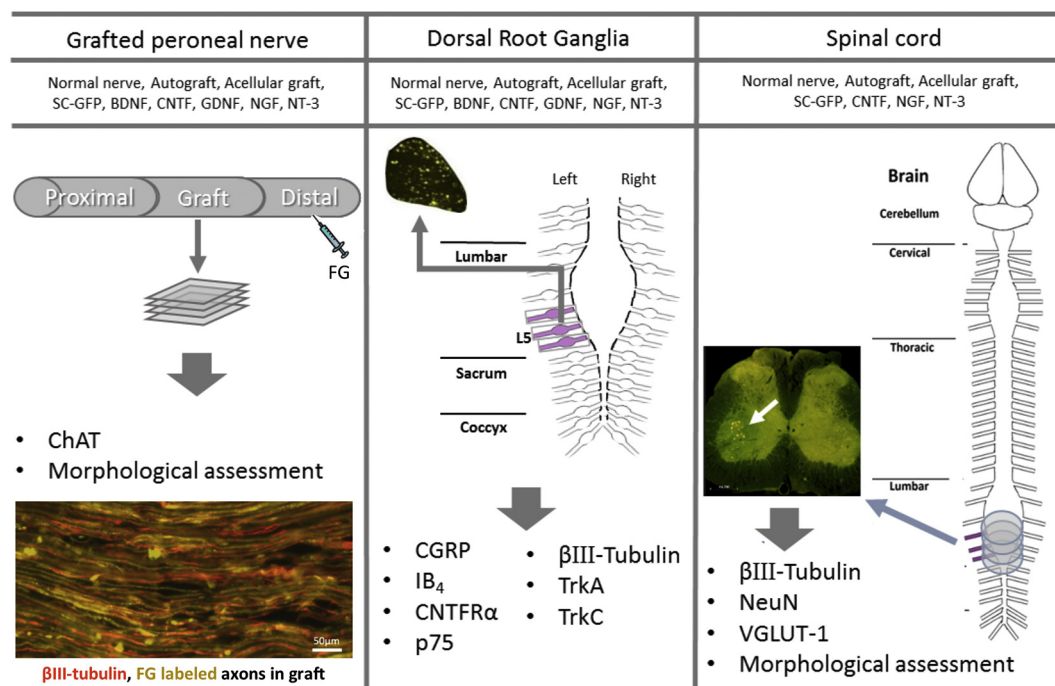 Grafted peroneal nerve
Normal nerve, Autograft, Acellular graft,
SC-GFP, BDNF, CNTF, GDNF, NGF, NT-3
Proximal
Graft
Distal
FG
• ChAT
• Morphological assessment
50µm
βIII-tubulin, FG labeled axons in graft
Dorsal Root Ganglia
Normal nerve, Autograft, Acellular graft,
SC-GFP, BDNF, CNTF, GDNF, NGF, NT-3
Left
Right
Lumbar
L5
Sacrum
Coccyx
• CGRP
• IB4
• CNTFRα
• p75
• βIII-Tubulin
• TrkA
• TrkC
Spinal cord
Normal nerve, Autograft, Acellular graft,
SC-GFP, CNTF, NGF, NT-3
Brain
Cerebellum
Cervical
Thoracic
Lumbar
• βIII-Tubulin
• NeuN
• VGLUT-1
• Morphological assessment